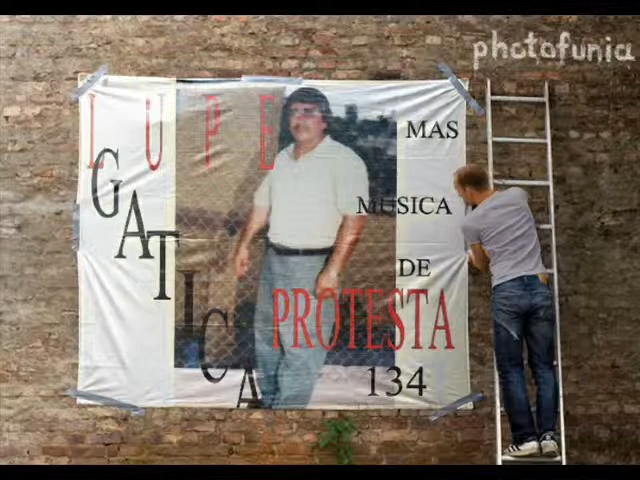 photofunia
LUPE
GATICA
MAS
MUSICA
DE
PROTESTA
134